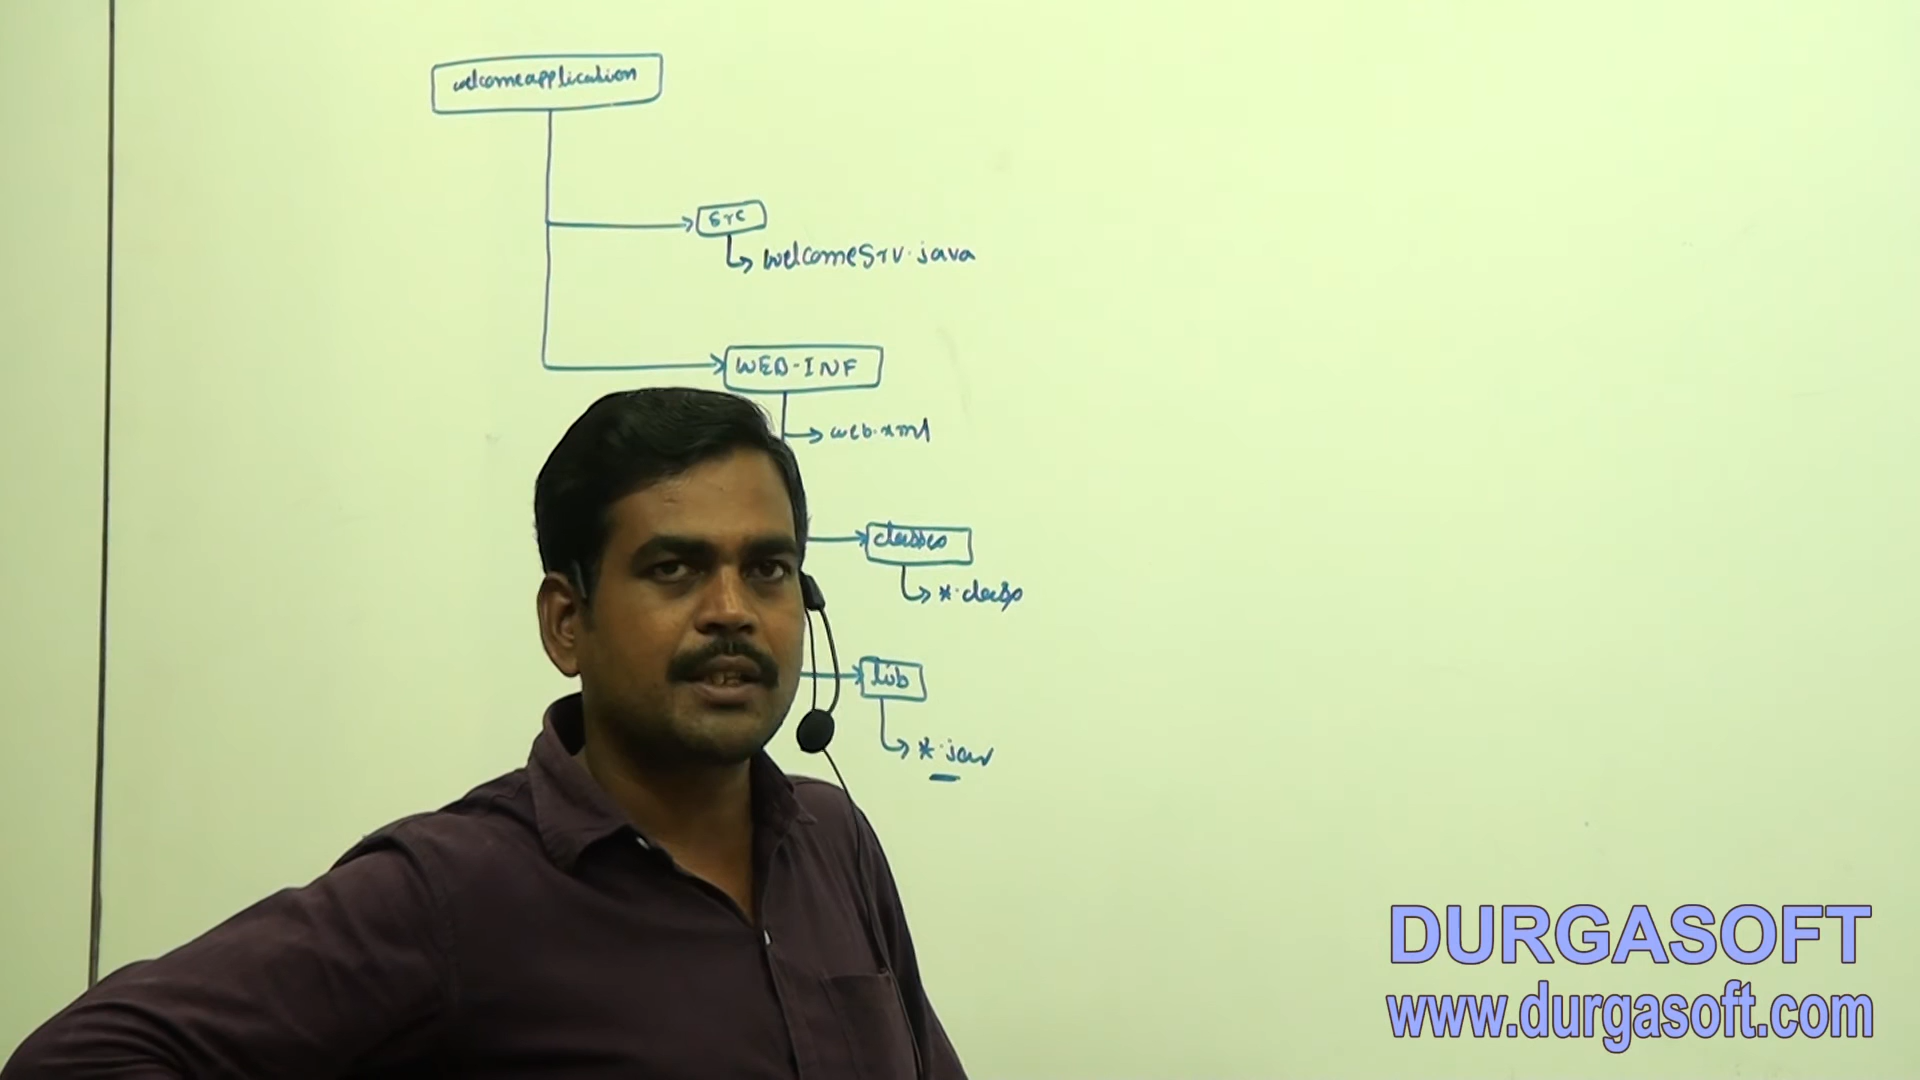 welcomeapplication
src
welcomeSrv.java
WEB-INF
web.xml
classes
*.class
lib
*.jar
DURGASOFT
www.durgasoft.com